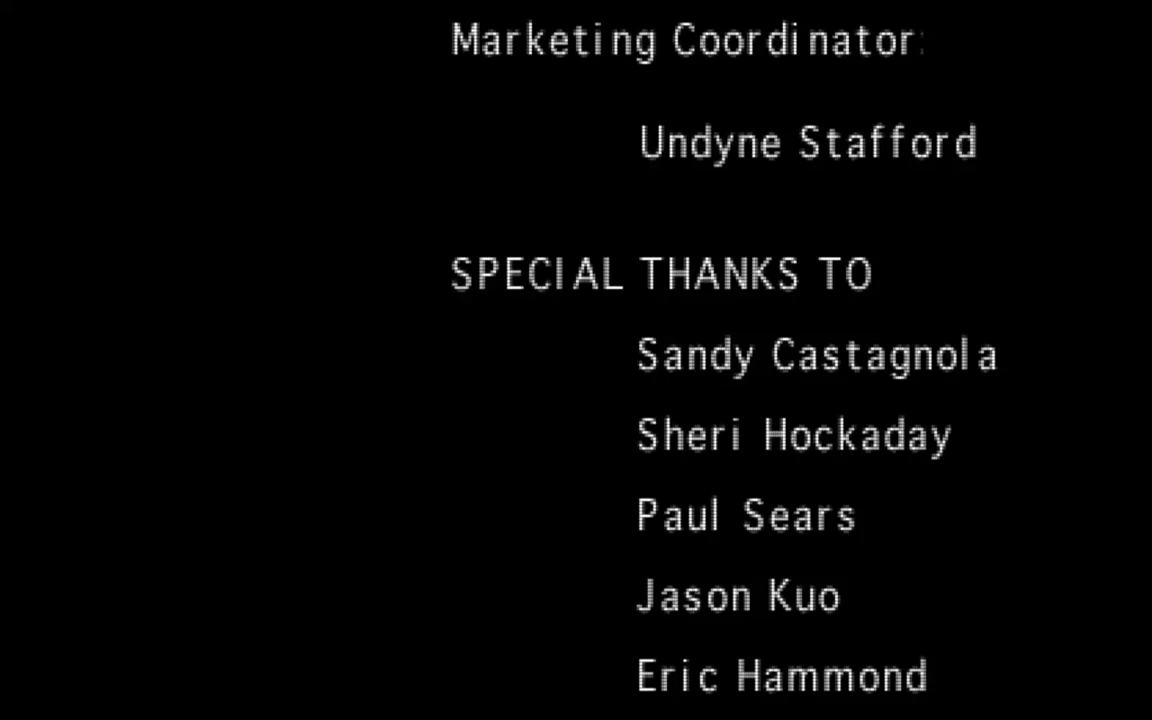 Marketing Coordinator:
Undyne Stafford
SPECIAL THANKS TO
Sandy Castagnola
Sheri Hockaday
Paul Sears
Jason Kuo
Eric Hammond